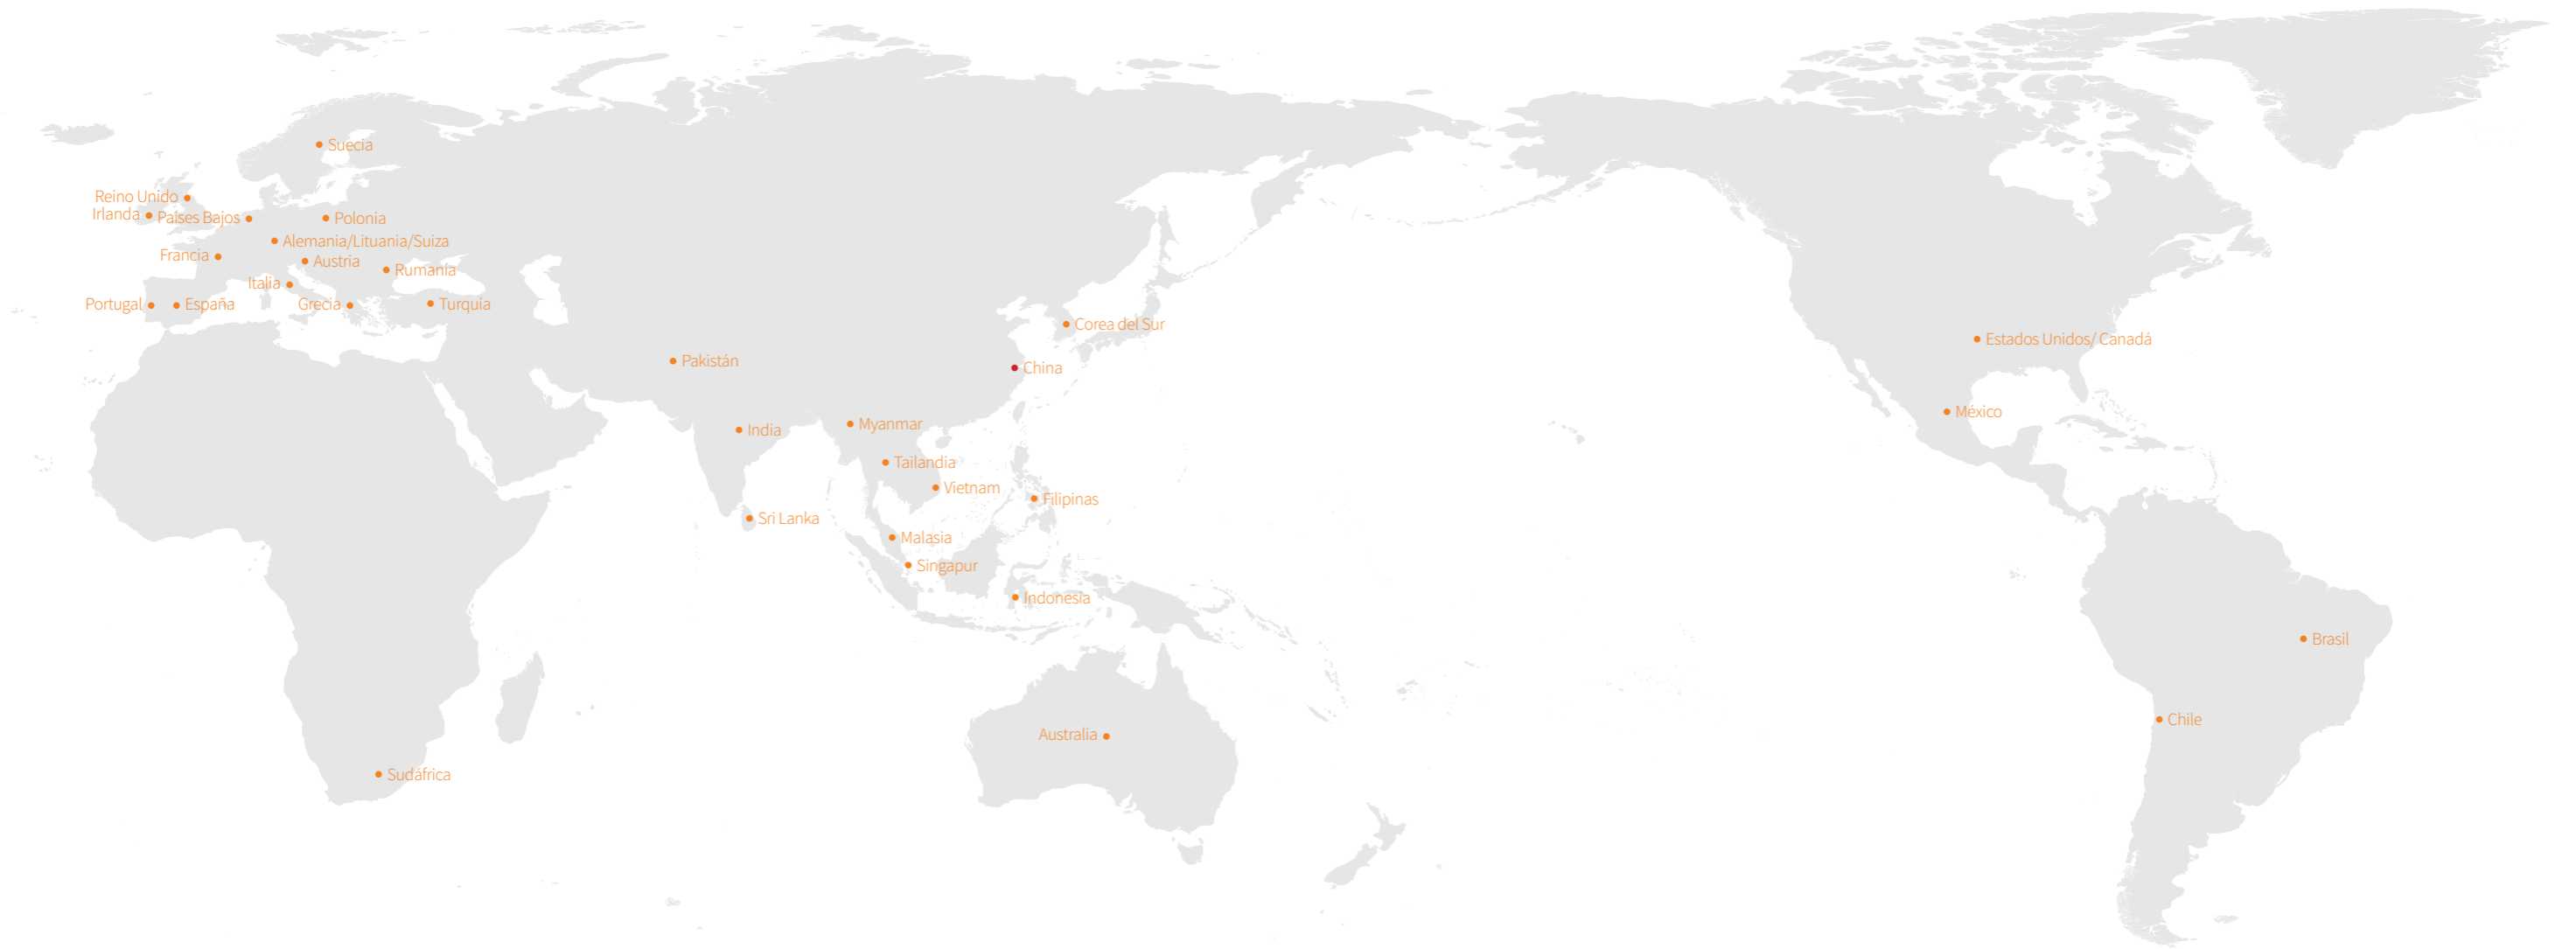 Suecia
Reino Unido
Irlanda
Países Bajos
Polonia
Alemania/Lituania/Suiza
Francia
Austria
Rumanía
Italia
Portugal
España
Grecia
Turquía
Corea del Sur
Estados Unidos/ Canadá
Pakistán
China
México
Myanmar
India
Tailandia
Vietnam
Filipinas
Sri Lanka
Malasia
Singapur
Indonesia
Brasil
Chile
Australia
Sudáfrica